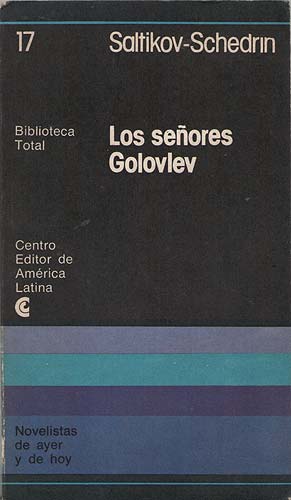 17
Saltikov-Schedrin
Biblioteca
Total
Los señores
Golovlev
Centro
Editor de
América
Latina
Novelistas
de ayer
y de hoy